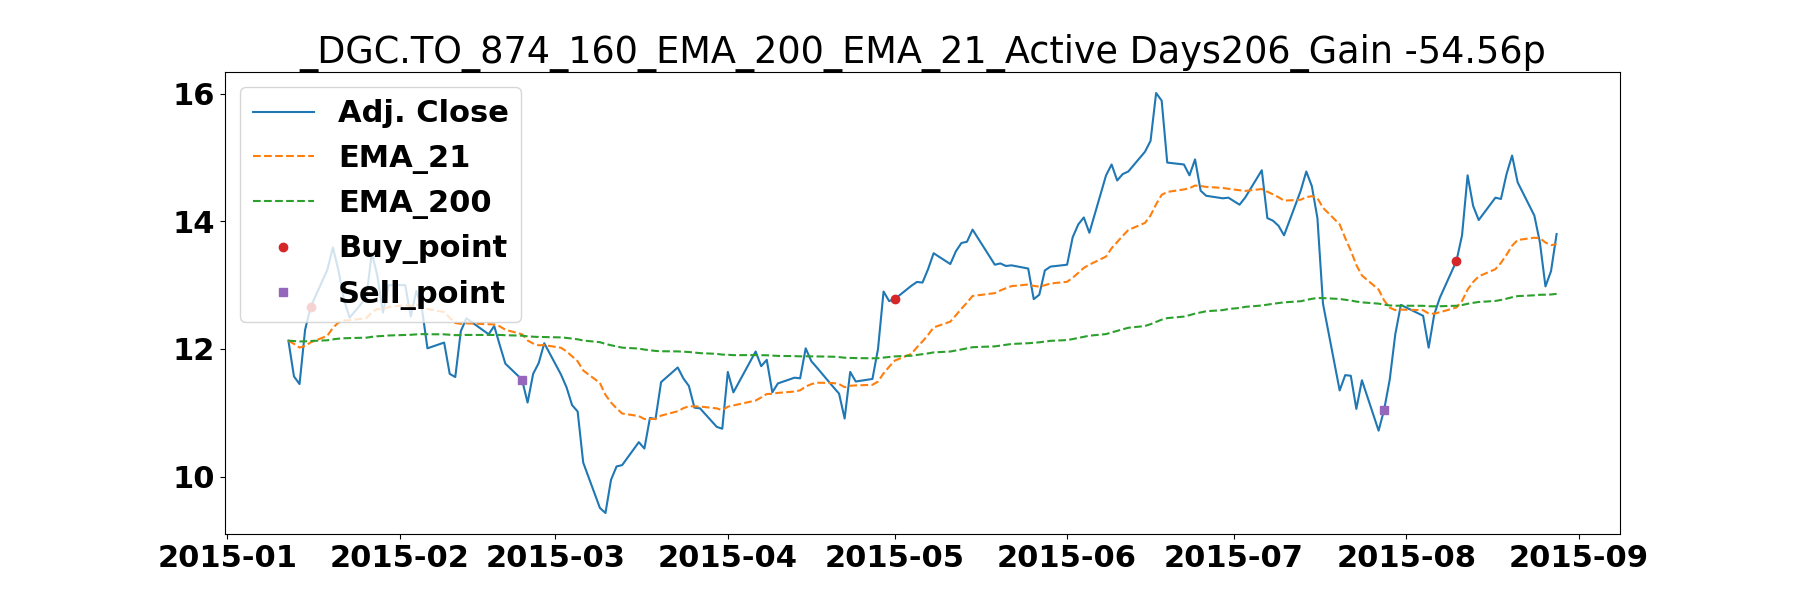 _DGC.TO_874_160_EMA_200_EMA_21_Active Days206_Gain -54.56p
Adj. Close
EMA_21
EMA_200
Buy_point
Sell_point
16
14
12
10
2015-01 2015-02 2015-03 2015-04 2015-05 2015-06 2015-07 2015-08 2015-09